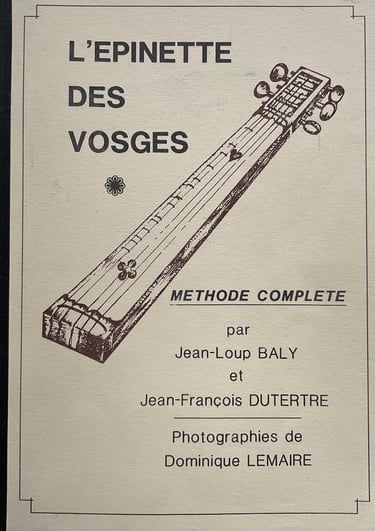 L'EPINETTE
DES
VOSGES
METHODE COMPLETE
par
Jean-Loup BALY
et
Jean-François DUTERTRE
Photographies de
Dominique LEMAIRE